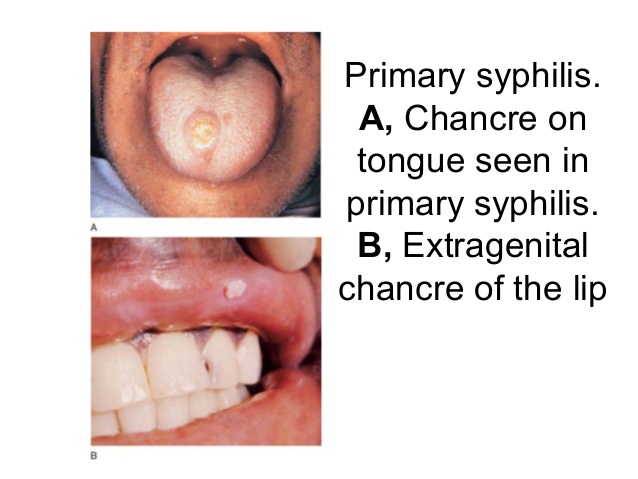 Primary syphilis.
A, Chancre on
tongue seen in
primary syphilis.
B, Extragenital
chancre of the lip
A
B